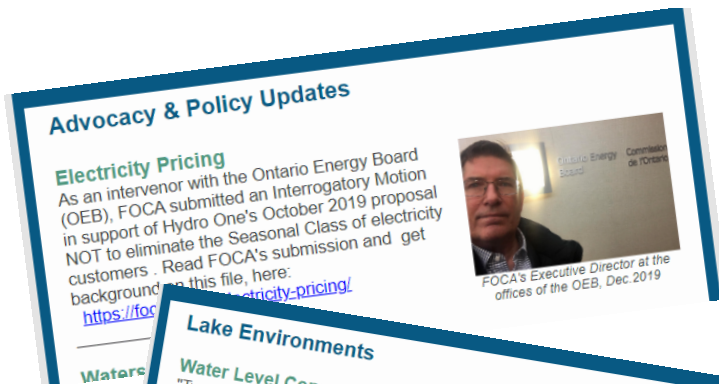 Advocacy & Policy Updates
Electricity Pricing
As an intervenor with the Ontario Energy Board
(OEB), FOCA submitted an Interrogatory Motion
in support of Hydro One's October 2019 proposal
NOT to eliminate the Seasonal Class of electricity
customers . Read FOCA's submission and get
background on this file, here:
https://foc ctricity-pricing/
Ontario Energy Commission
Board de l'Ontario
FOCA's Executive Director at the
offices of the OEB, Dec.2019
Waters
Lake Environments
Water Level